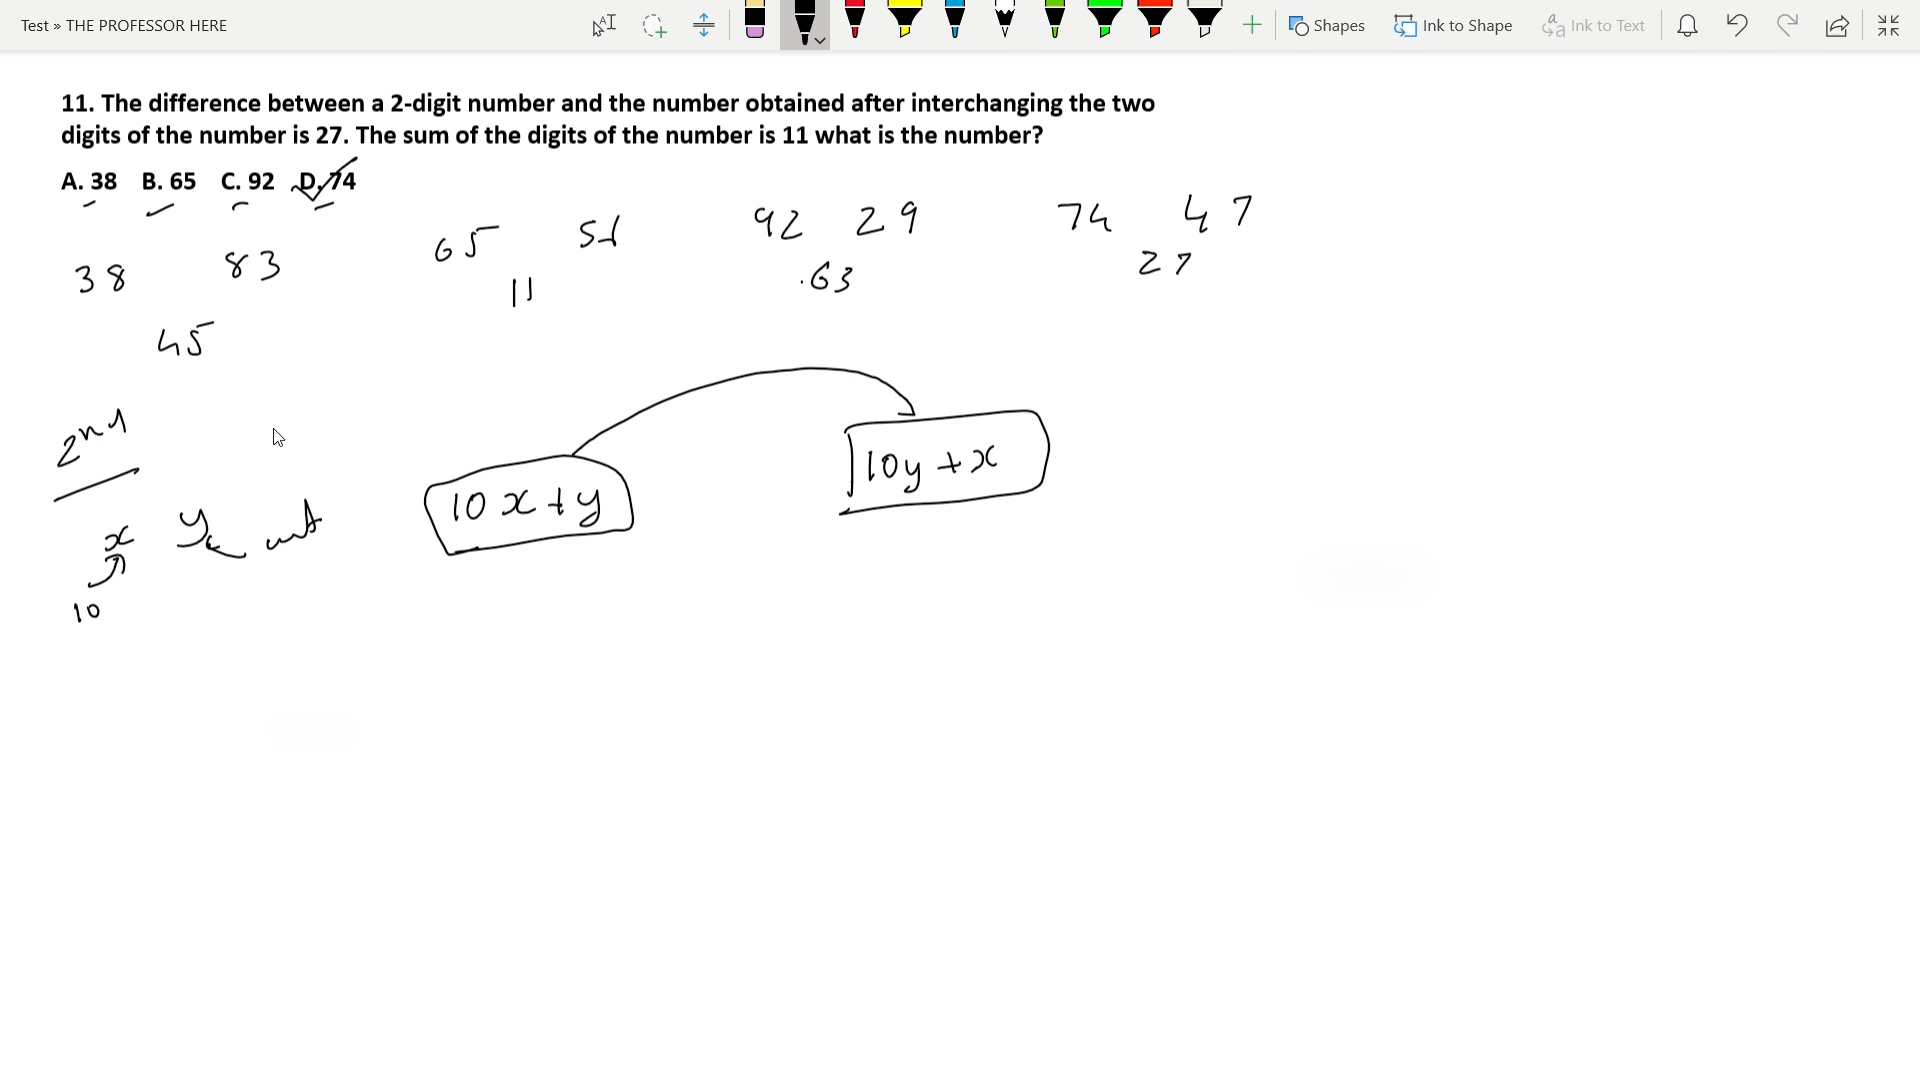 Test » THE PROFESSOR HERE
Shapes Ink to Shape Ink to Text
11. The difference between a 2-digit number and the number obtained after interchanging the two
digits of the number is 27. The sum of the digits of the number is 11 what is the number?
A. 38 B. 65 C. 92 D. 74
38 83
45
65
11
92 29
63
74 47
27
2nd
x y unit
10
10x+y
10y+x